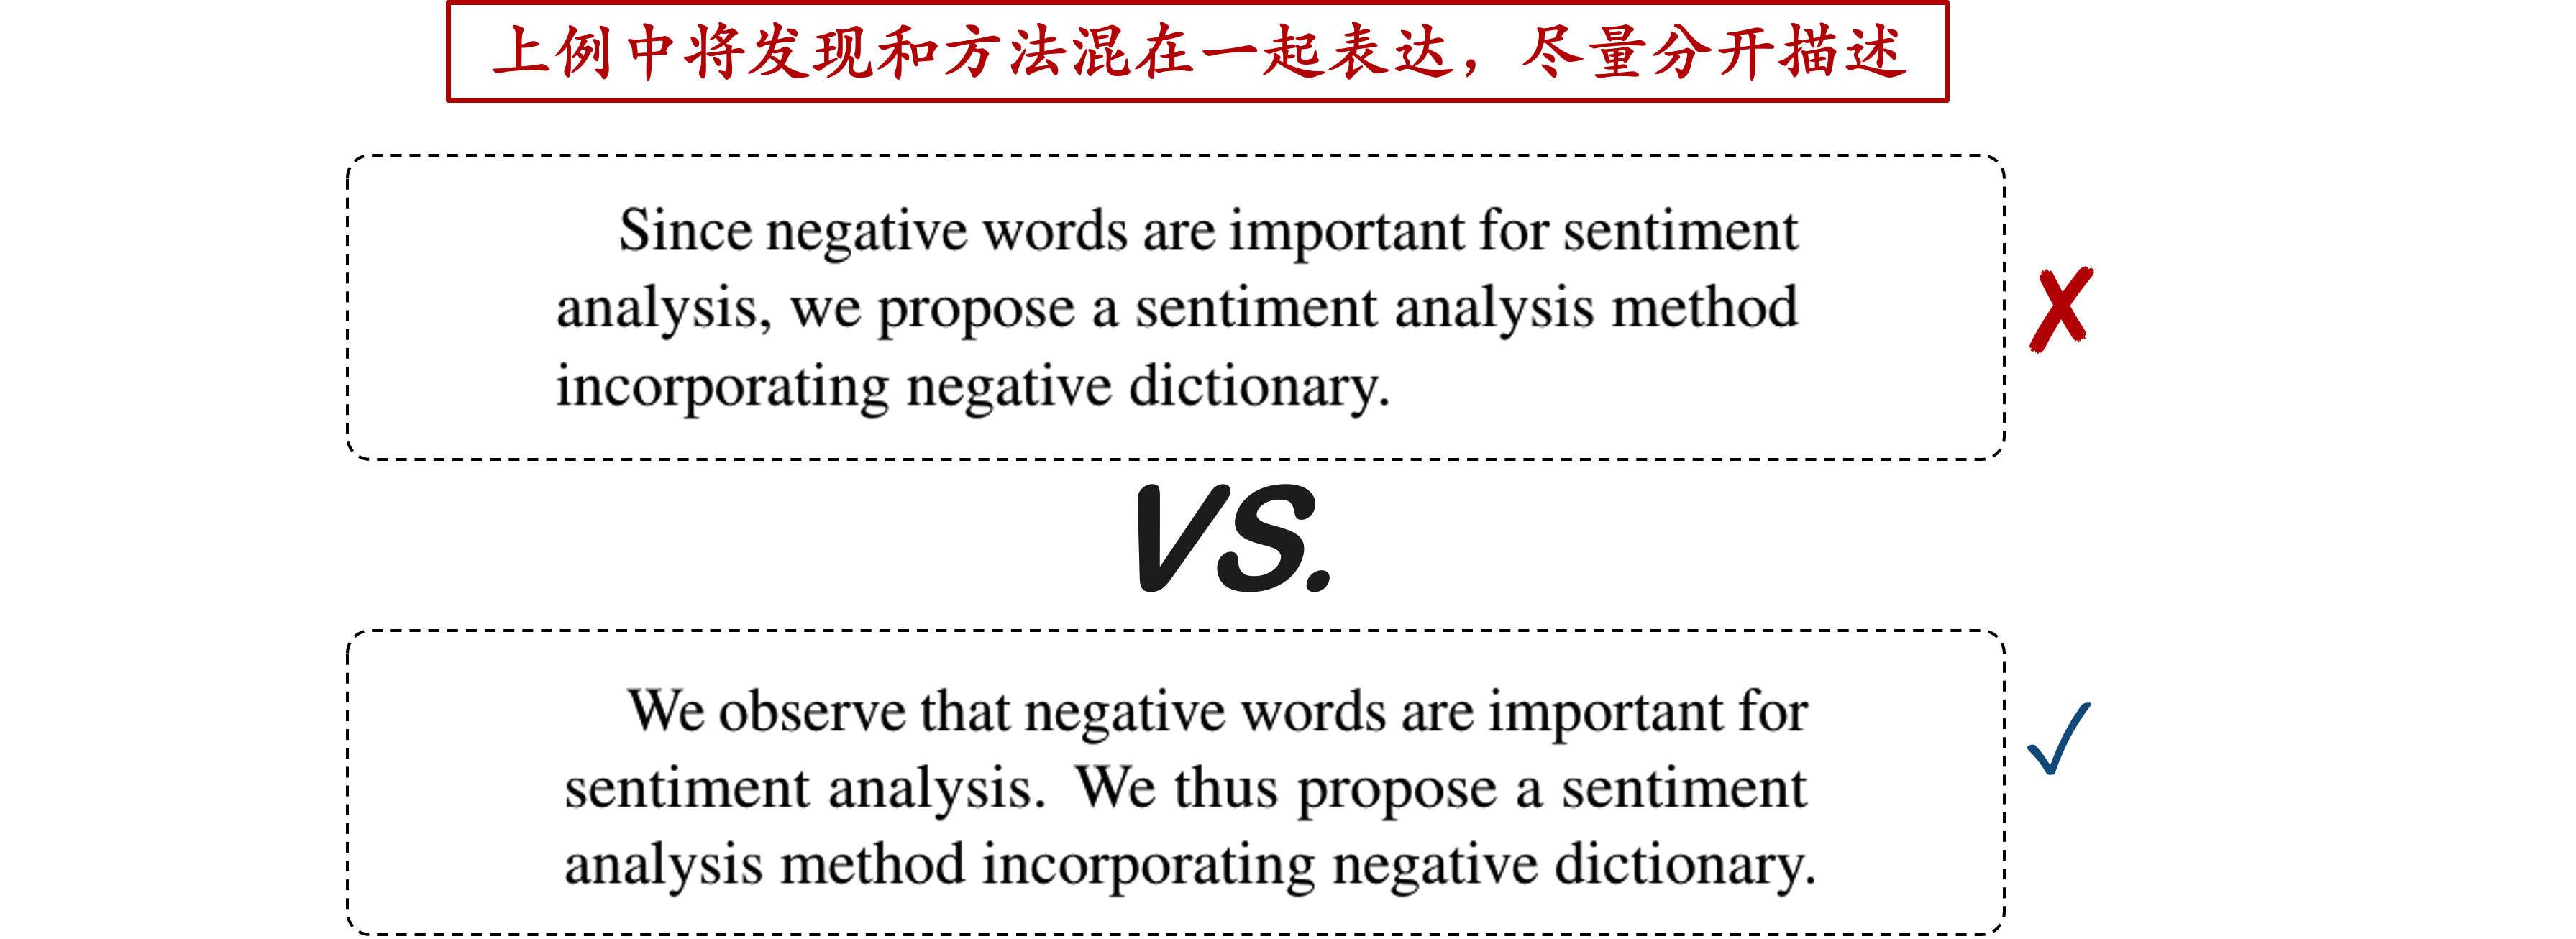 上例中将发现和方法混在一起表达，尽量分开描述
Since negative words are important for sentiment
analysis, we propose a sentiment analysis method
incorporating negative dictionary.
VS.
We observe that negative words are important for
sentiment analysis. We thus propose a sentiment
analysis method incorporating negative dictionary.